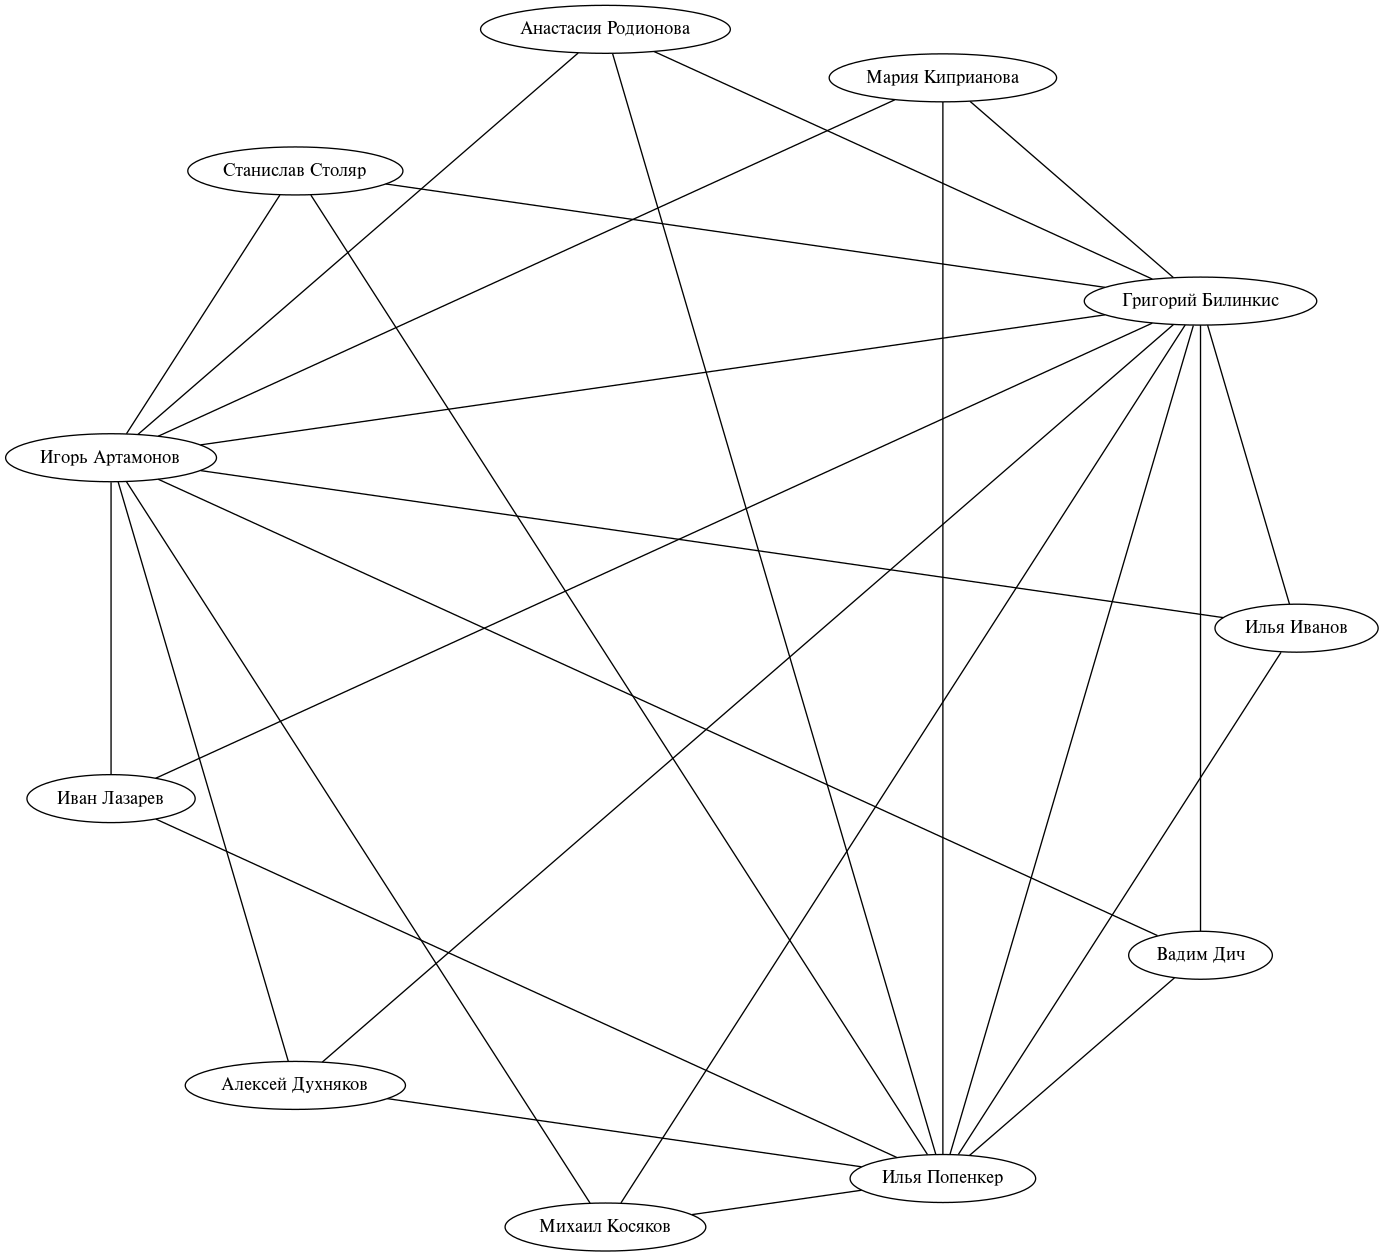 Анастасия Родионова
Мария Киприанова
Станислав Столяр
Григорий Билинкис
Игорь Артамонов
Илья Иванов
Иван Лазарев
Вадим Дич
Алексей Духняков
Илья Попенкер
Михаил Косяков